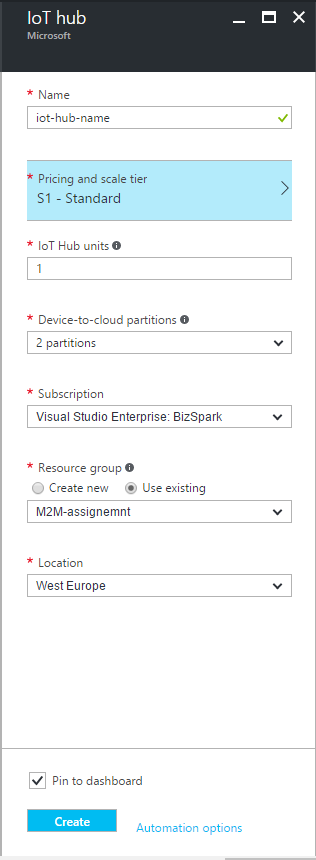 IoT hub
Microsoft
* Name
iot-hub-name
* Pricing and scale tier
S1 - Standard
* IoT Hub units
1
* Device-to-cloud partitions
2 partitions
* Subscription
Visual Studio Enterprise: BizSpark
* Resource group
Create new Use existing
M2M-assignemnt
* Location
West Europe
Pin to dashboard
Create Automation options